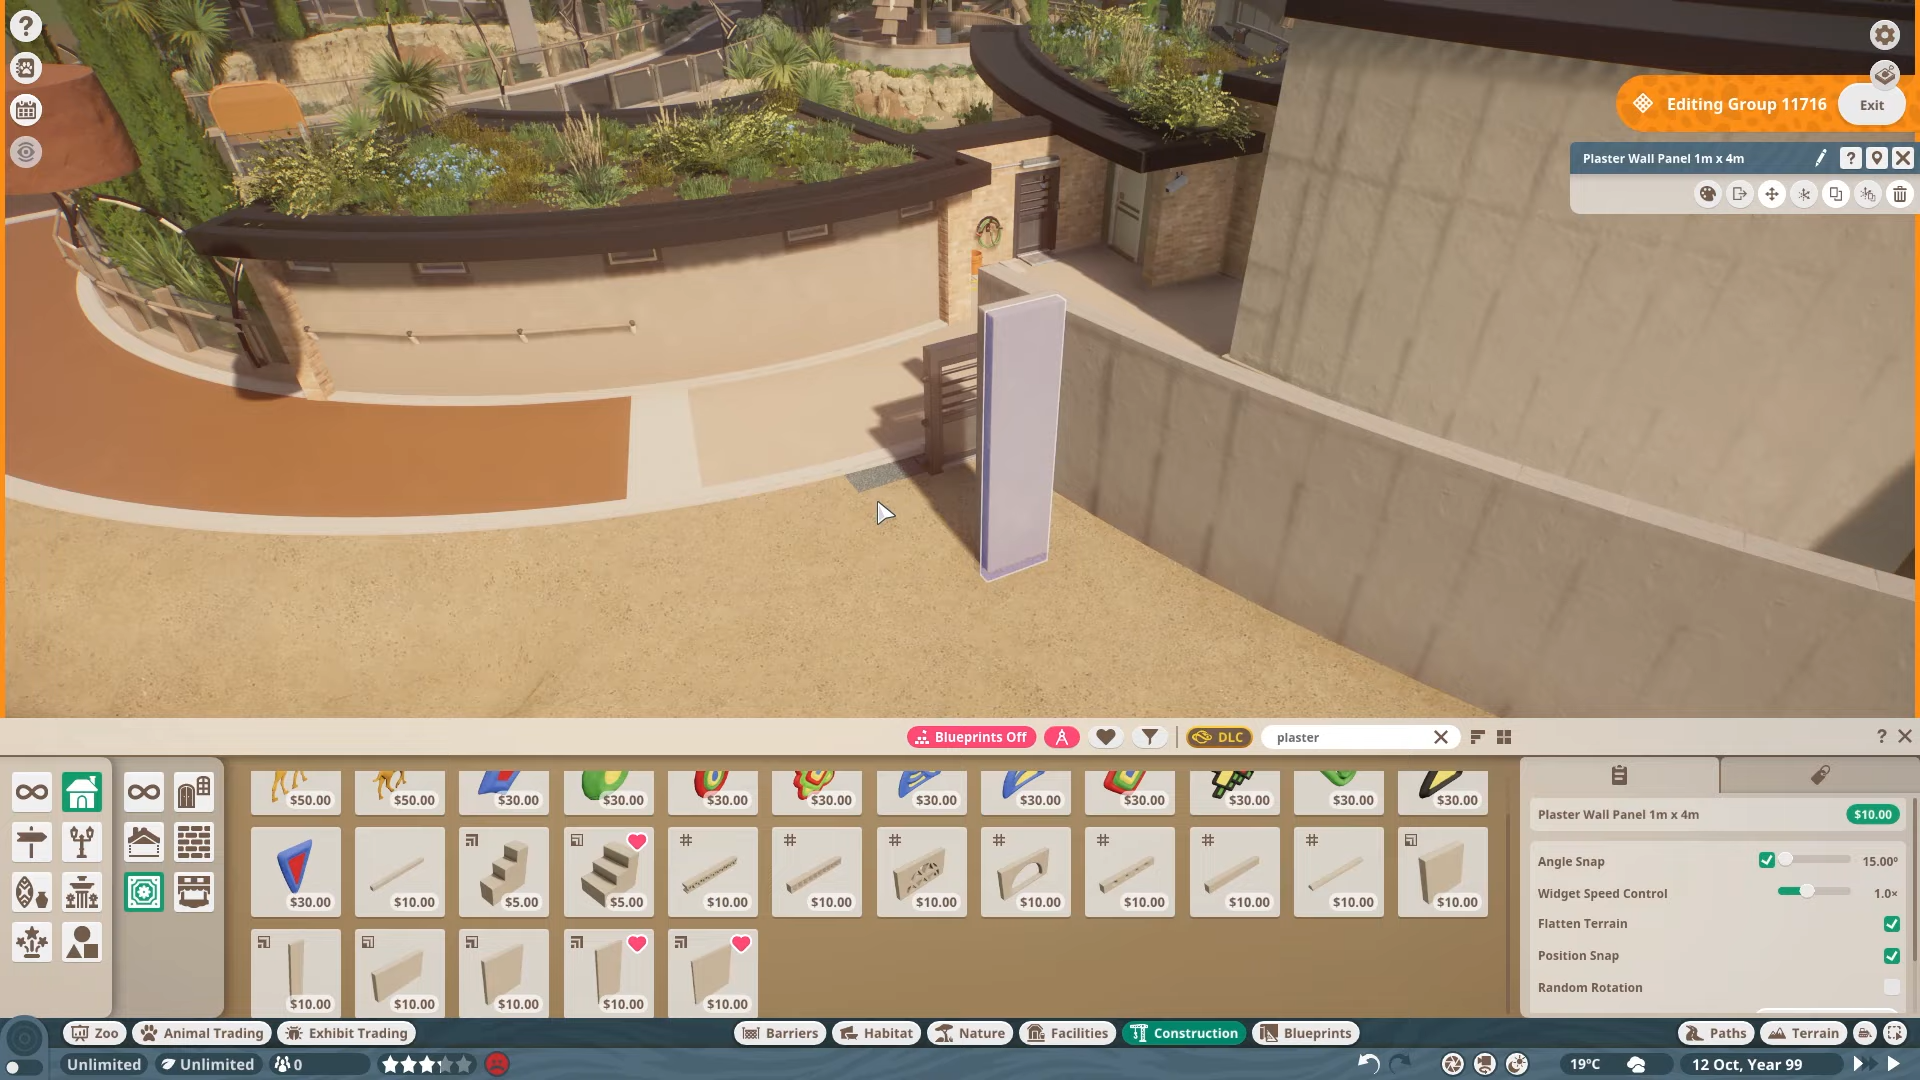 Editing Group 11716
Exit
Plaster Wall Panel 1m x 4m
?
?
Blueprints Off
DLC
plaster
?
$50.00
$50.00
$30.00
$30.00
$30.00
$30.00
$30.00
$30.00
$30.00
$30.00
$30.00
$30.00
$30.00
$10.00
$5.00
$5.00
$10.00
$10.00
$10.00
$10.00
$10.00
$10.00
$10.00
$10.00
$10.00
$10.00
$10.00
$10.00
$10.00
Plaster Wall Panel 1m x 4m
$10.00
Angle Snap
15.00º
Widget Speed Control
1.0×
Flatten Terrain
Position Snap
Random Rotation
Zoo
Animal Trading
Exhibit Trading
Barriers
Habitat
Nature
Facilities
Construction
Blueprints
Paths
Terrain
Unlimited
Unlimited
0
19°C
12 Oct, Year 99